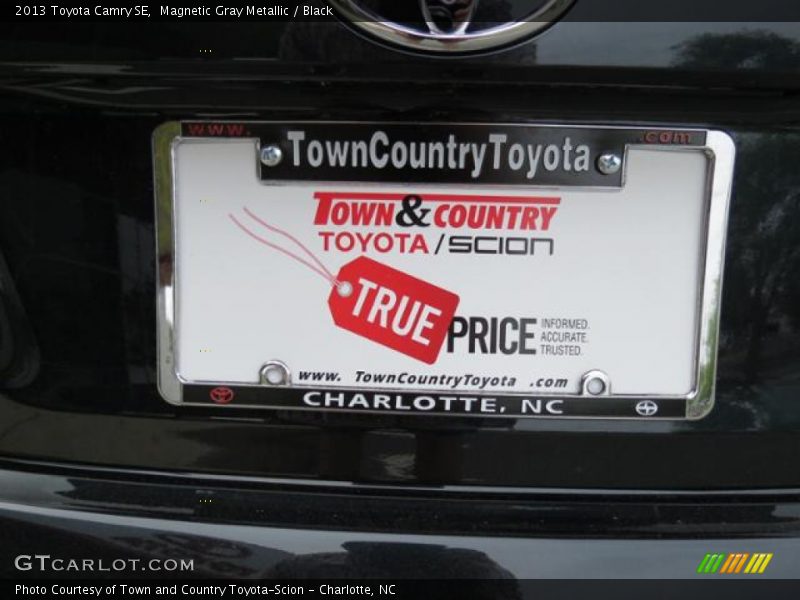 2013 Toyota Camry SE,  Magnetic Gray Metallic / Black
www. .com
TownCountryToyota
TOWN & COUNTRY
TOYOTA / SCION
TRUE
PRICE
INFORMED.
ACCURATE.
TRUSTED.
www. TownCountryToyota .com
CHARLOTTE, NC
GTCARLOT.COM
Photo Courtesy of Town and Country Toyota-Scion - Charlotte, NC